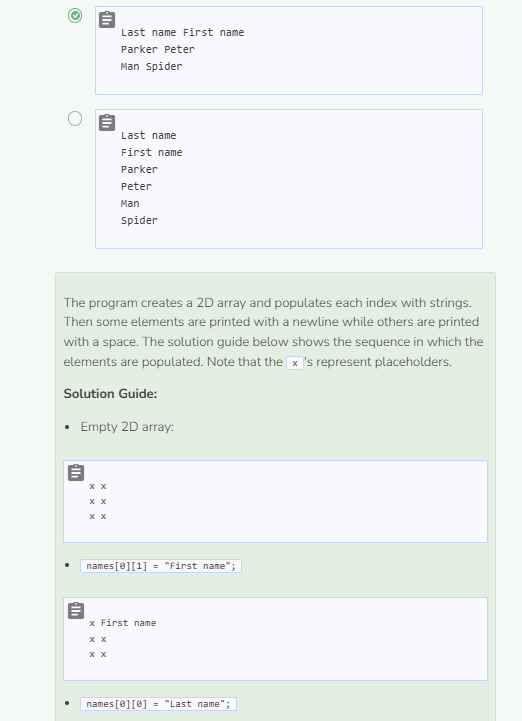 Last name First name
Parker Peter
Man Spider
Last name
First name
Parker
Peter
Man
Spider
The program creates a 2D array and populates each index with strings.
Then some elements are printed with a newline while others are printed
with a space. The solution guide below shows the sequence in which the
elements are populated. Note that the x 's represent placeholders.
Solution Guide:
• Empty 2D array:
x x
x x
x x
• names[0][1] = "First name";
x First name
x x
x x
• names[0][0] = "Last name";